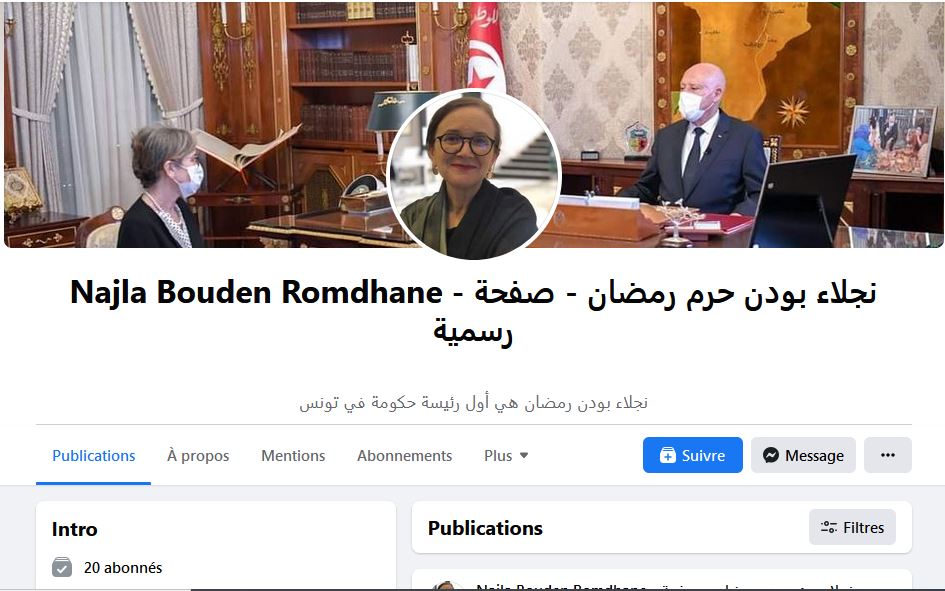 للوطن
Najla Bouden Romdhane - نجلاء بودن حرم رمضان - صفحة
رسمية
نجلاء بودن رمضان هي أول رئيسة حكومة في تونس
Publications
À propos
Mentions
Abonnements
Plus
Suivre
Message
Intro
20 abonnés
Publications
Filtres
Najla Bouden Romdhane